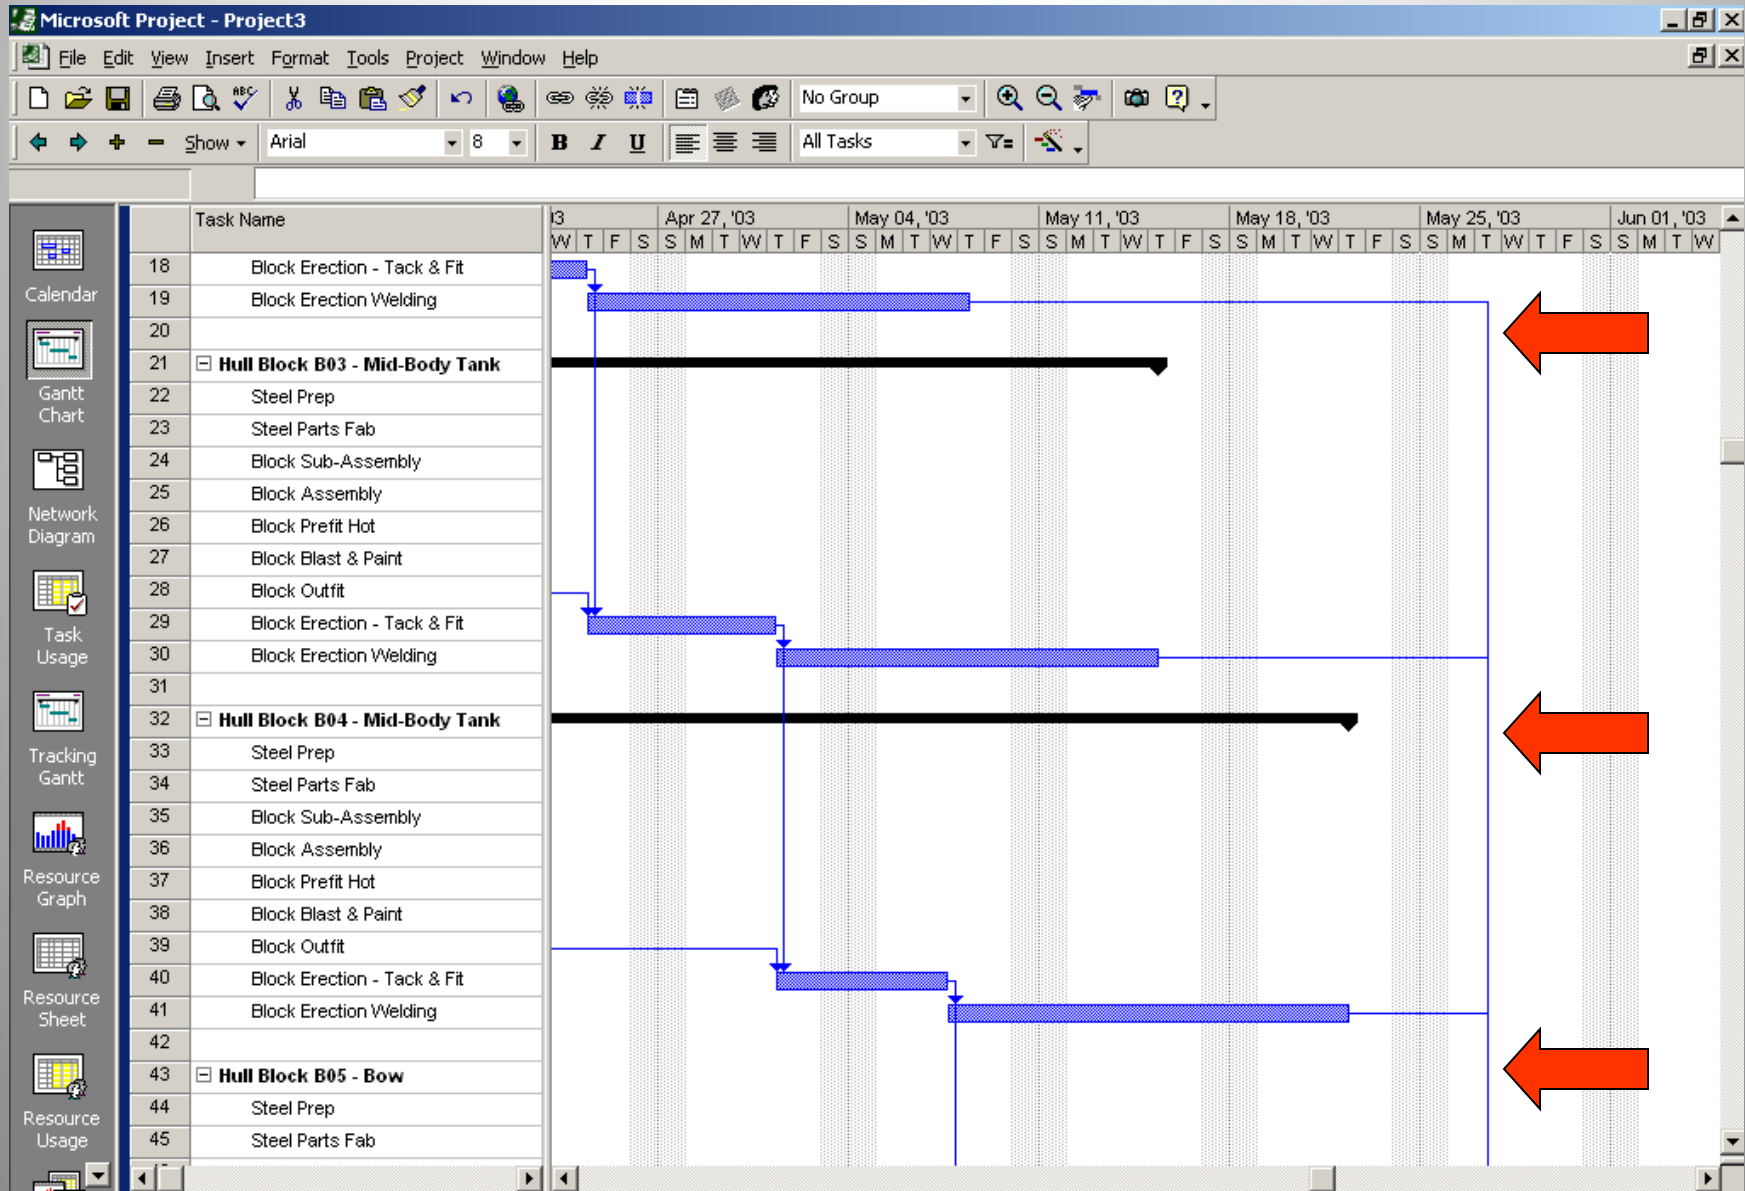 Microsoft Project - Project3
File Edit View Insert Format Tools Project Window Help
No Group
Show Arial 8 B I U All Tasks
Task Name
'03 Apr 27, '03 May 04, '03 May 11, '03 May 18, '03 May 25, '03 Jun 01, '03
W T F S S M T W T F S S M T W T F S S M T W T F S S M T W T F S S M T W T F S S M T W
18 Block Erection - Tack & Fit
19 Block Erection Welding
20
21 Hull Block B03 - Mid-Body Tank
22 Steel Prep
23 Steel Parts Fab
24 Block Sub-Assembly
25 Block Assembly
26 Block Prefit Hot
27 Block Blast & Paint
28 Block Outfit
29 Block Erection - Tack & Fit
30 Block Erection Welding
31
32 Hull Block B04 - Mid-Body Tank
33 Steel Prep
34 Steel Parts Fab
35 Block Sub-Assembly
36 Block Assembly
37 Block Prefit Hot
38 Block Blast & Paint
39 Block Outfit
40 Block Erection - Tack & Fit
41 Block Erection Welding
42
43 Hull Block B05 - Bow
44 Steel Prep
45 Steel Parts Fab
Calendar
Gantt
Chart
Network
Diagram
Task
Usage
Tracking
Gantt
Resource
Graph
Resource
Sheet
Resource
Usage